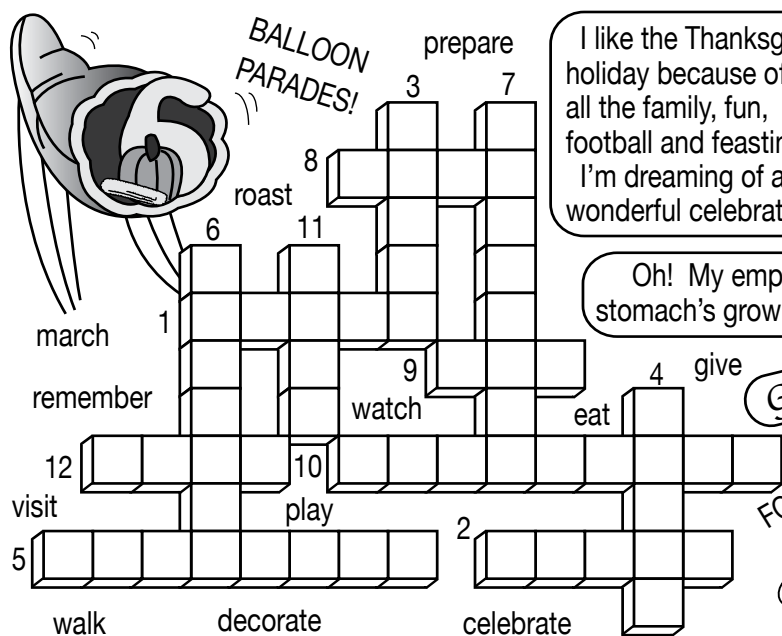 BALLOON
PARADES!
prepare
I like the Thanksg
holiday because of
all the family, fun,
football and feastin
I'm dreaming of a
wonderful celebrat
3
7
8
roast
6
11
Oh! My emp
stomach's grow
march
1
9
4
give
remember
watch
eat
12
10
visit
play
FO
5
2
walk
decorate
celebrate